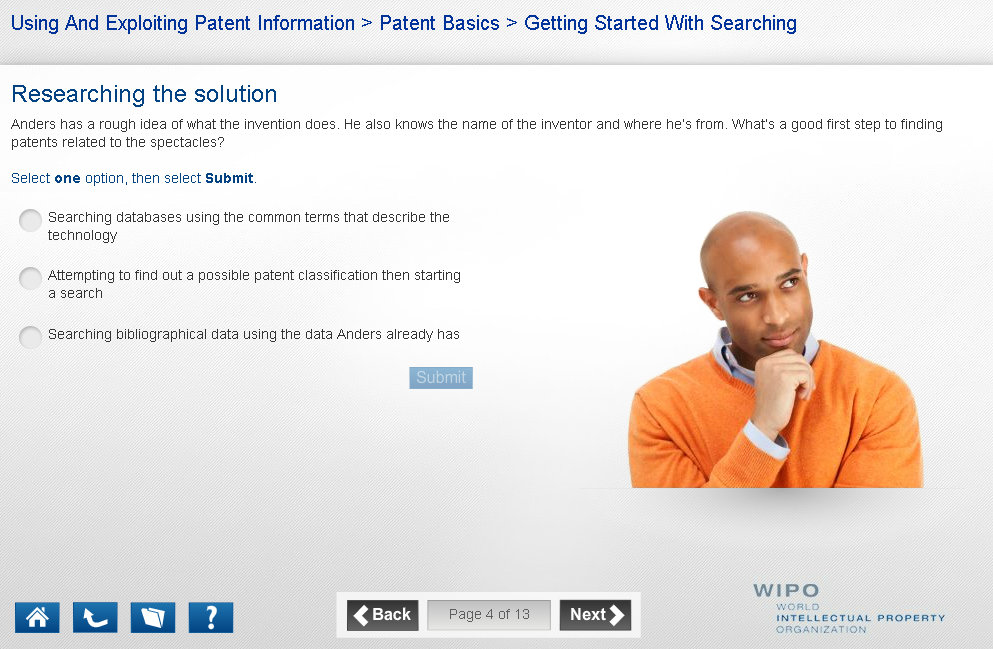 Using And Exploiting Patent Information > Patent Basics > Getting Started With Searching
Researching the solution
Anders has a rough idea of what the invention does. He also knows the name of the inventor and where he's from. What's a good first step to finding
patents related to the spectacles?
Select one option, then select Submit.
Searching databases using the common terms that describe the
technology
Attempting to find out a possible patent classification then starting
a search
Searching bibliographical data using the data Anders already has
Submit
Back
Page 4 of 13
Next
?
WIPO
WORLD
INTELLECTUAL PROPERTY
ORGANIZATION